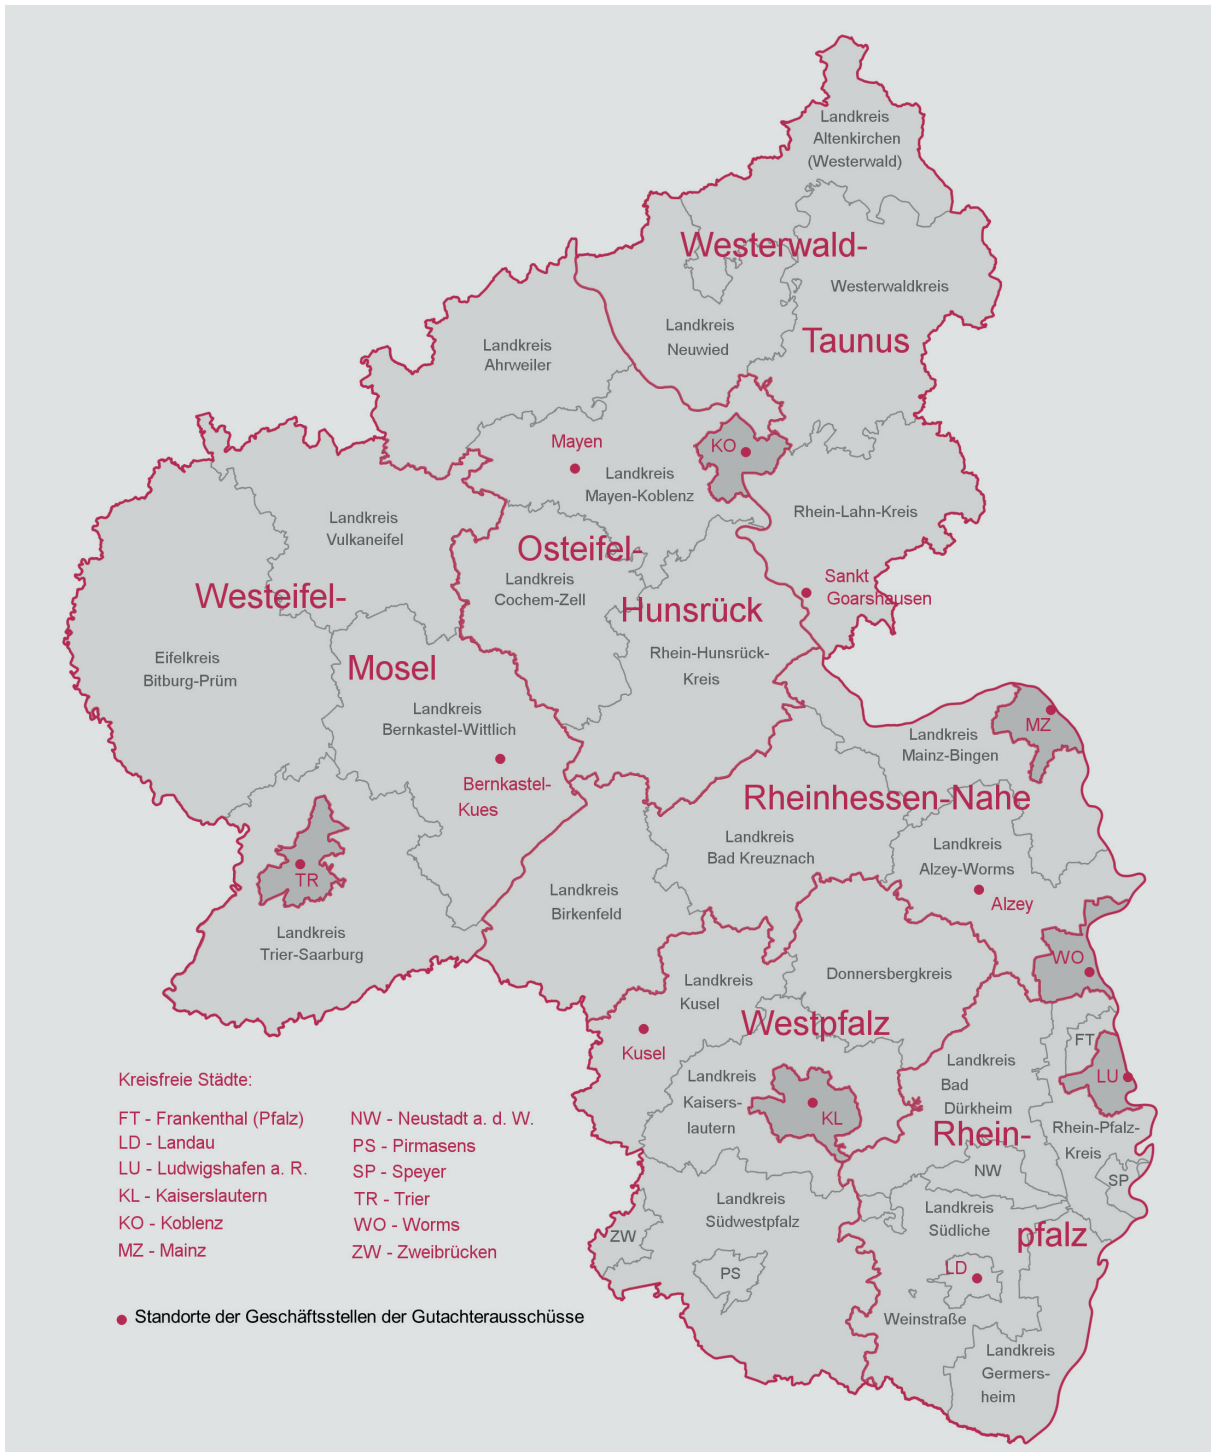 Landkreis
Altenkirchen
(Westerwald)
Westerwald-
Westerwaldkreis
Landkreis
Neuwied
Taunus
Landkreis
Ahrweiler
Mayen
KO
Landkreis
Mayen-Koblenz
Rhein-Lahn-Kreis
Landkreis
Vulkaneifel
Osteifel-
Landkreis
Cochem-Zell
Sankt
Goarshausen
Westeifel-
Hunsrück
Eifelkreis
Bitburg-Prüm
Mosel
Rhein-Hunsrück-
Kreis
Landkreis
Bernkastel-Wittlich
MZ
Landkreis
Mainz-Bingen
Bernkastel-
Kues
Rheinhessen-Nahe
Landkreis
Bad Kreuznach
Landkreis
Alzey-Worms
TR
Landkreis
Birkenfeld
Alzey
Landkreis
Trier-Saarburg
WO
Landkreis
Kusel
Donnersbergkreis
Westpfalz
Kusel
FT
Landkreis
Bad
Dürkheim
LU
Landkreis
Kaisers-
lautern
KL
Rhein-
Rhein-Pfalz-
Kreis
NW
SP
Landkreis
Südwestpfalz
Landkreis
Südliche
ZW
pfalz
PS
LD
Weinstraße
Landkreis
Germers-
heim
Kreisfreie Städte:
FT - Frankenthal (Pfalz)
LD - Landau
LU - Ludwigshafen a. R.
KL - Kaiserslautern
KO - Koblenz
MZ - Mainz
NW - Neustadt a. d. W.
PS - Pirmasens
SP - Speyer
TR - Trier
WO - Worms
ZW - Zweibrücken
Standorte der Geschäftsstellen der Gutachterausschüsse